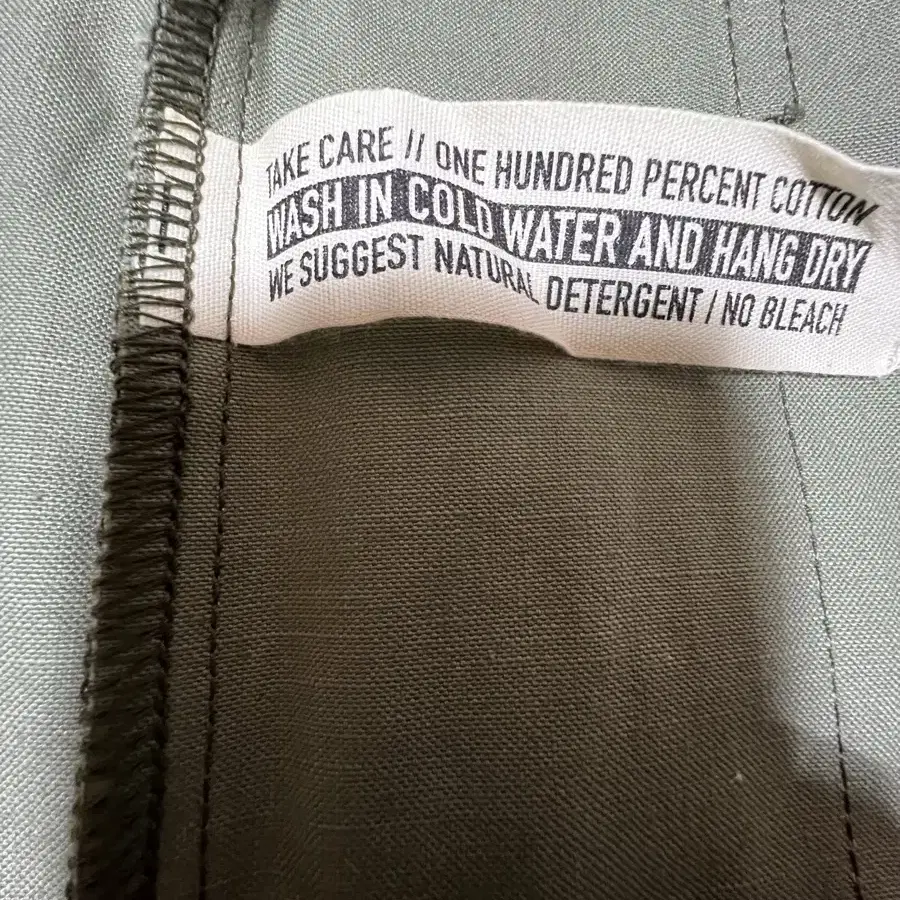 TAKE CARE // ONE HUNDRED PERCENT COTTON
WASH IN COLD WATER AND HANG DRY
WE SUGGEST NATURAL DETERGENT / NO BLEACH